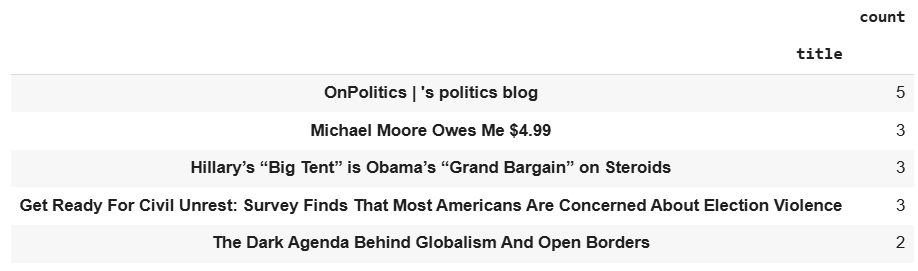 count
title
OnPolitics | 's politics blog 5
Michael Moore Owes Me $4.99 3
Hillary’s “Big Tent” is Obama’s “Grand Bargain” on Steroids 3
Get Ready For Civil Unrest: Survey Finds That Most Americans Are Concerned About Election Violence 3
The Dark Agenda Behind Globalism And Open Borders 2